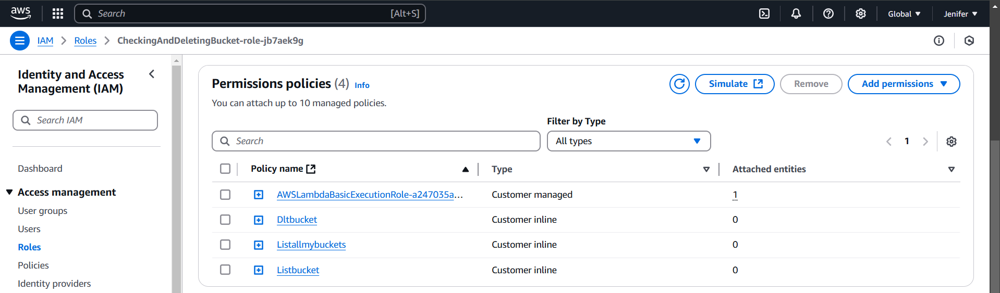 aws
Search [Alt+S] Global Jenifer
IAM Roles CheckingAndDeletingBucket-role-jb7aek9g
Identity and Access
Management (IAM)
Search IAM
Dashboard
Access management
User groups
Users
Roles
Policies
Identity providers
Permissions policies (4) Info
Simulate Remove Add permissions
You can attach up to 10 managed policies.
Filter by Type
Search All types 1
Policy name Type Attached entities
AWSLambdaBasicExecutionRole-a247035a... Customer managed 1
Dltbucket Customer inline 0
Listallmybuckets Customer inline 0
Listbucket Customer inline 0